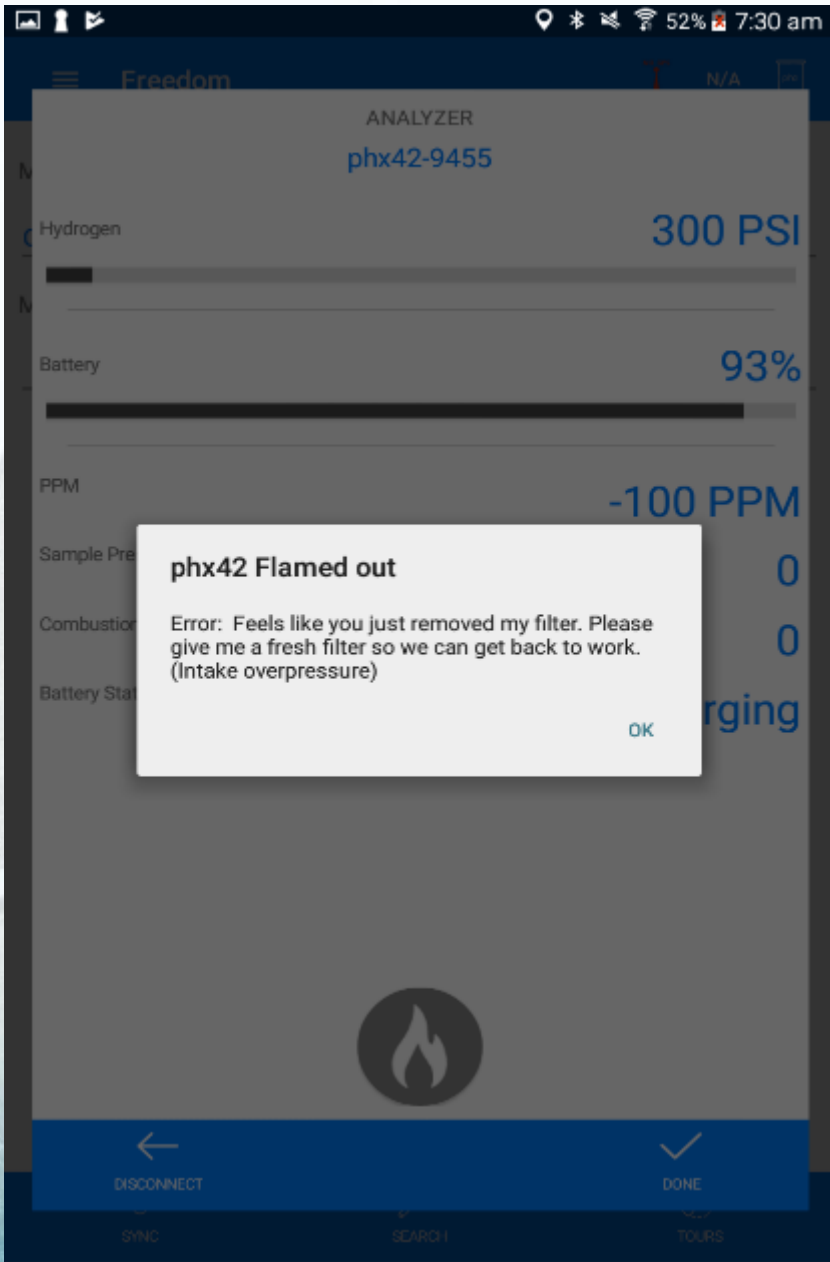 52% 7:30 am
Freedom N/A
ANALYZER
phx42-9455
Hydrogen 300 PSI
Battery 93%
PPM -100 PPM
Sample Pre 0
phx42 Flamed out
Combustion 0
Error: Feels like you just removed my filter. Please
give me a fresh filter so we can get back to work.
(Intake overpressure)
Battery Stat rging
OK
DISCONNECT DONE
SYNC SEARCH TOURS